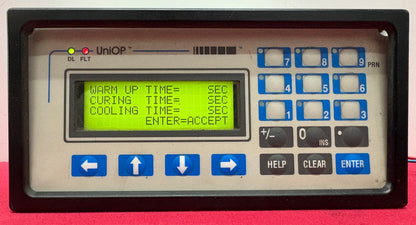 DL FLT UniOP™
WARM UP TIME= SEC
CURING TIME= SEC
COOLING TIME= SEC
ENTER=ACCEPT
7 8 9 PRN
4 5 6
1 2 3
+/- 0 INS •
HELP CLEAR ENTER